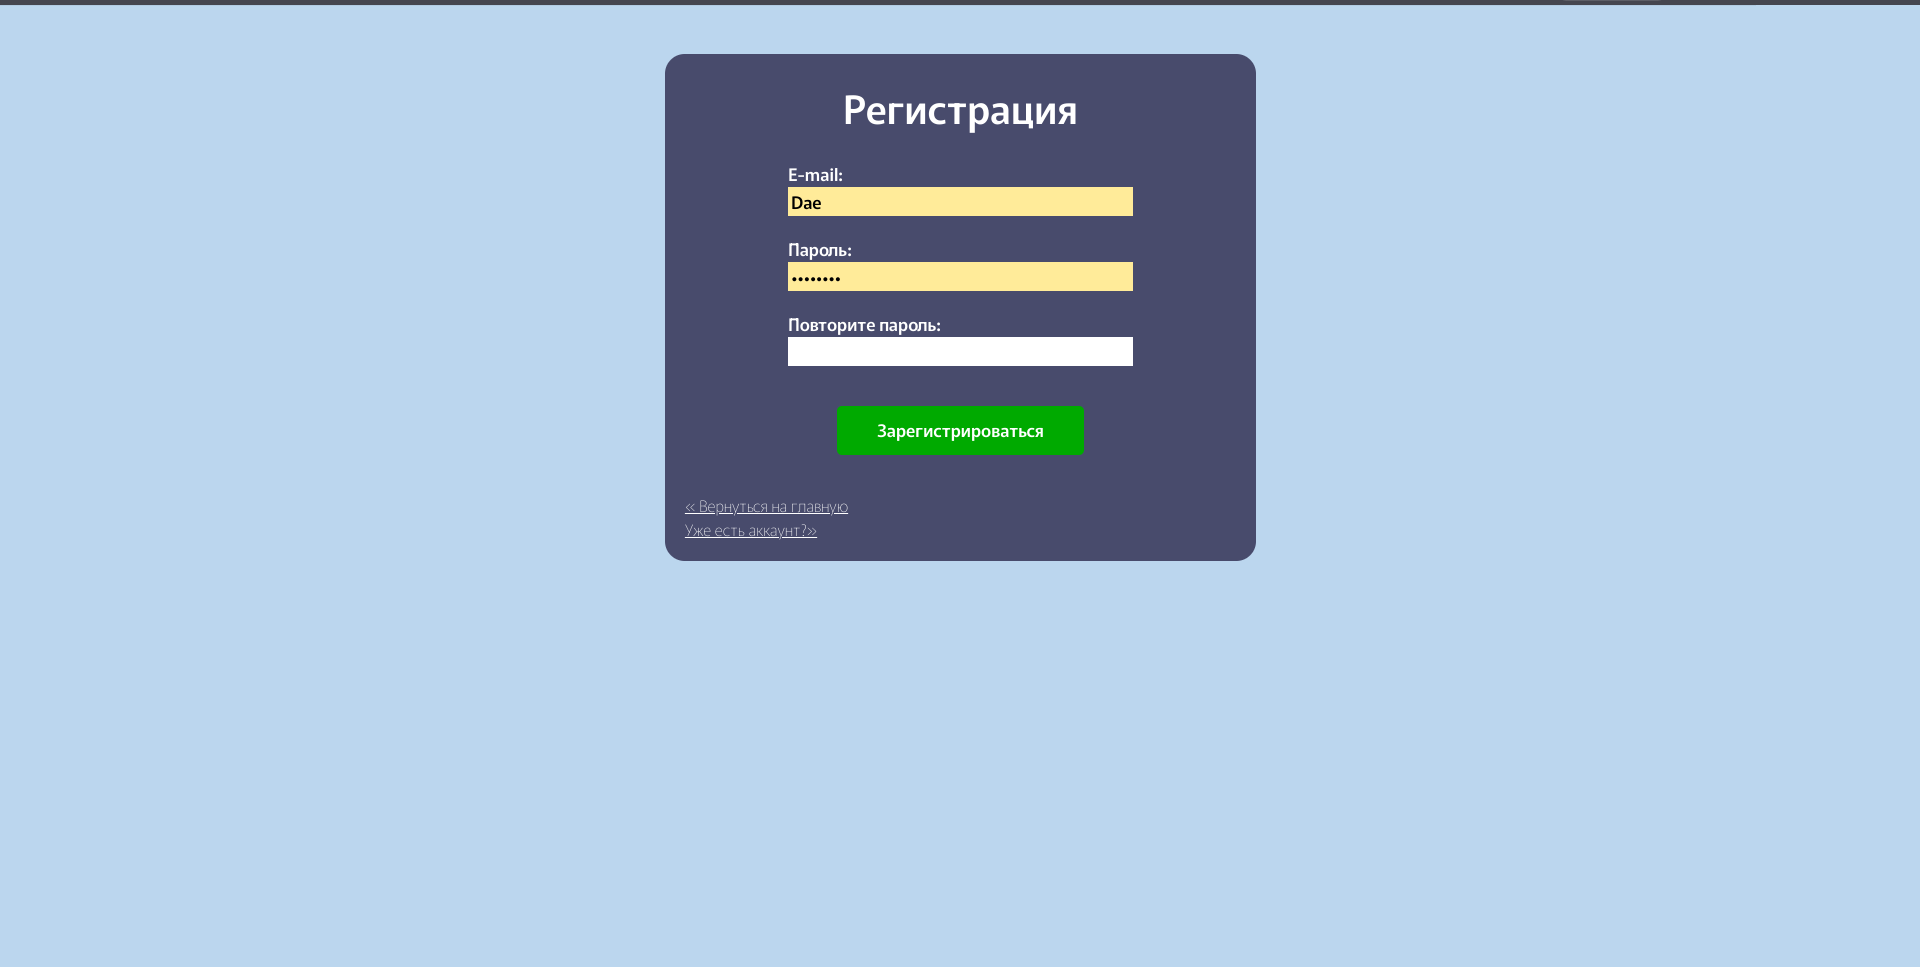 Регистрация
E-mail:
Dae
Пароль:
••••••••
Повторите пароль:
Зарегистрироваться
« Вернуться на главную
Уже есть аккаунт?»